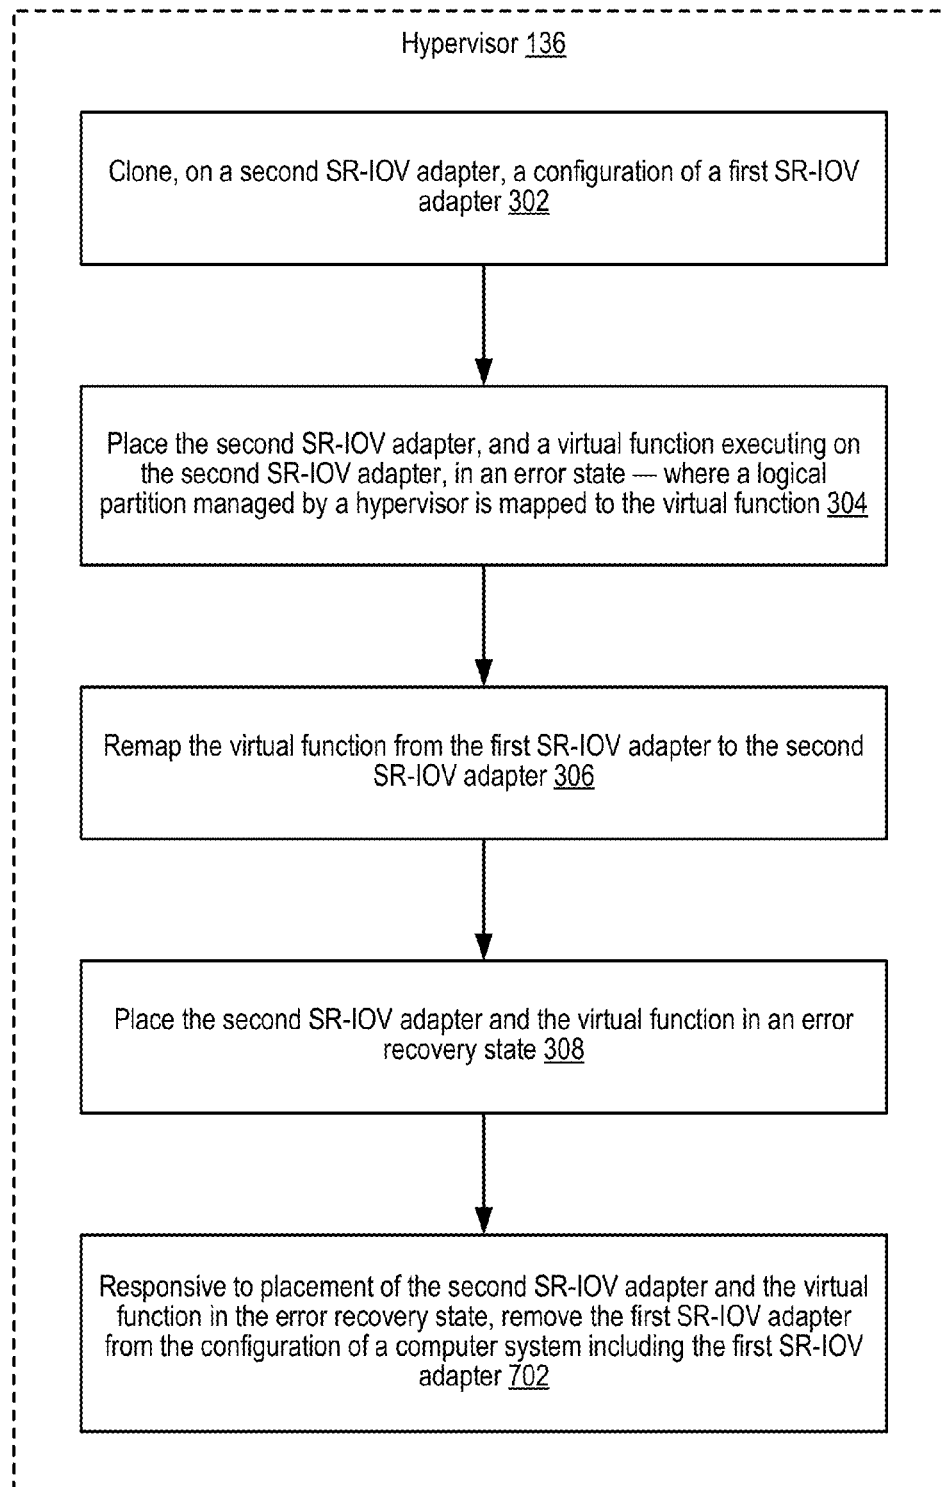 Hypervisor 136
Clone, on a second SR-IOV adapter, a configuration of a first SR-IOV
adapter 302
Place the second SR-IOV adapter, and a virtual function executing on
the second SR-IOV adapter, in an error state — where a logical
partition managed by a hypervisor is mapped to the virtual function 304
Remap the virtual function from the first SR-IOV adapter to the second
SR-IOV adapter 306
Place the second SR-IOV adapter and the virtual function in an error
recovery state 308
Responsive to placement of the second SR-IOV adapter and the virtual
function in the error recovery state, remove the first SR-IOV adapter
from the configuration of a computer system including the first SR-IOV
adapter 702